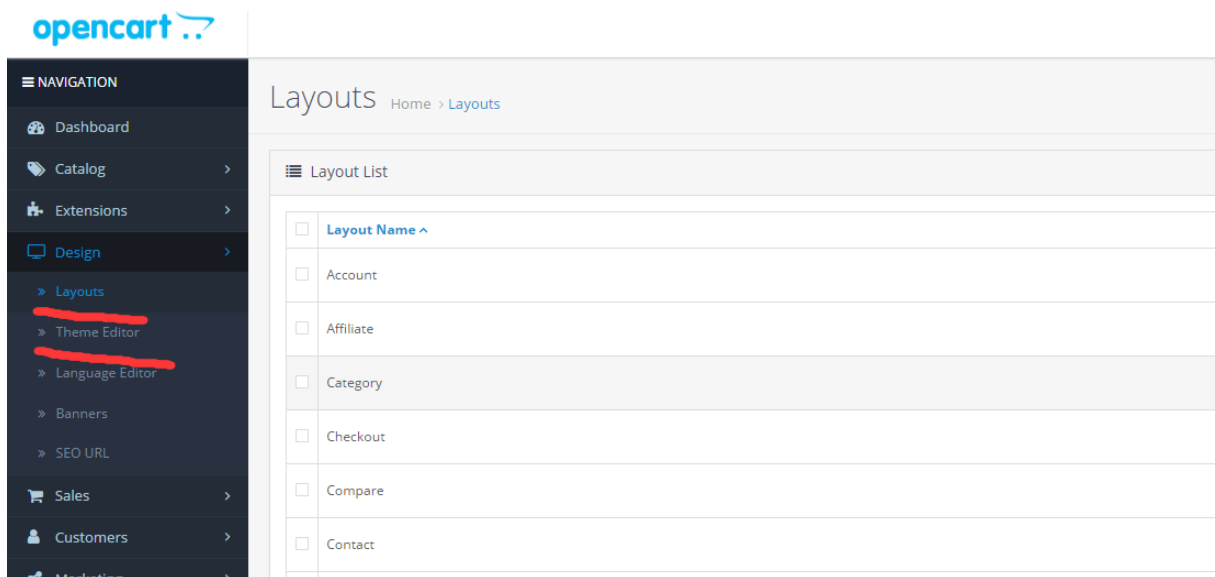 opencart
NAVIGATION
Dashboard
Catalog
Extensions
Design
Layouts
Theme Editor
Language Editor
Banners
SEO URL
Sales
Customers
Marketing
Layouts Home › Layouts
Layout List
Layout Name
Account
Affiliate
Category
Checkout
Compare
Contact